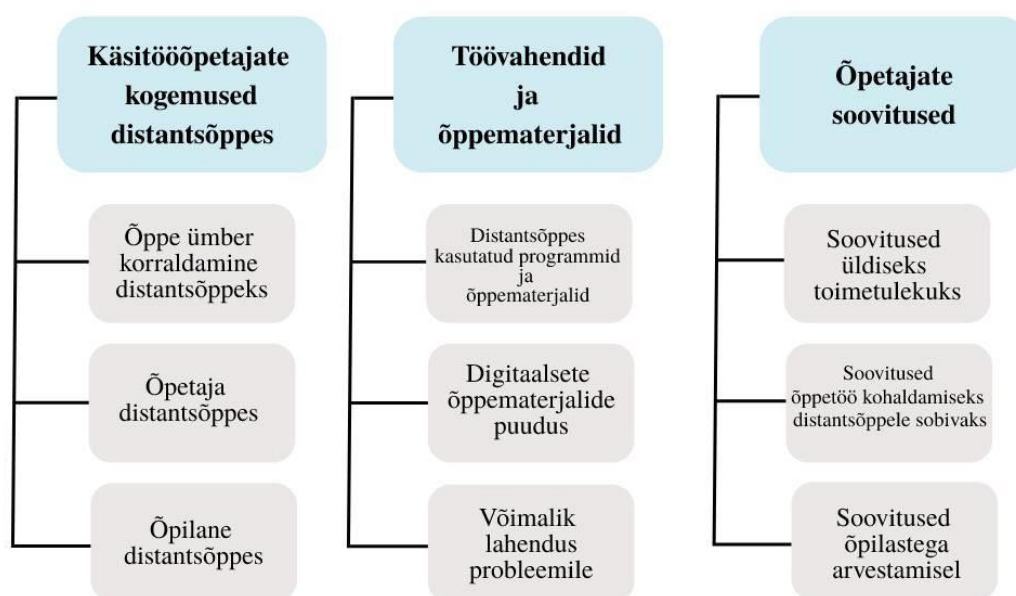 Käsitööõpetajate
kogemused
distantsõppes
Õppe ümber
korraldamine
distantsõppeks
Õpetaja
distantsõppes
Õpilane
distantsõppes
Töövahendid
ja
õppematerjalid
Distantsõppes
kasutatud programmid
ja
õppematerjalid
Digitaalsete
õppematerjalide
puudus
Võimalik
lahendus
probleemile
Õpetajate
soovitused
Soovitused
üldiseks
toimetulekuks
Soovitused
õppetöö kohaldamiseks
distantsõppele sobivaks
Soovitused
õpilastega
arvestamisel